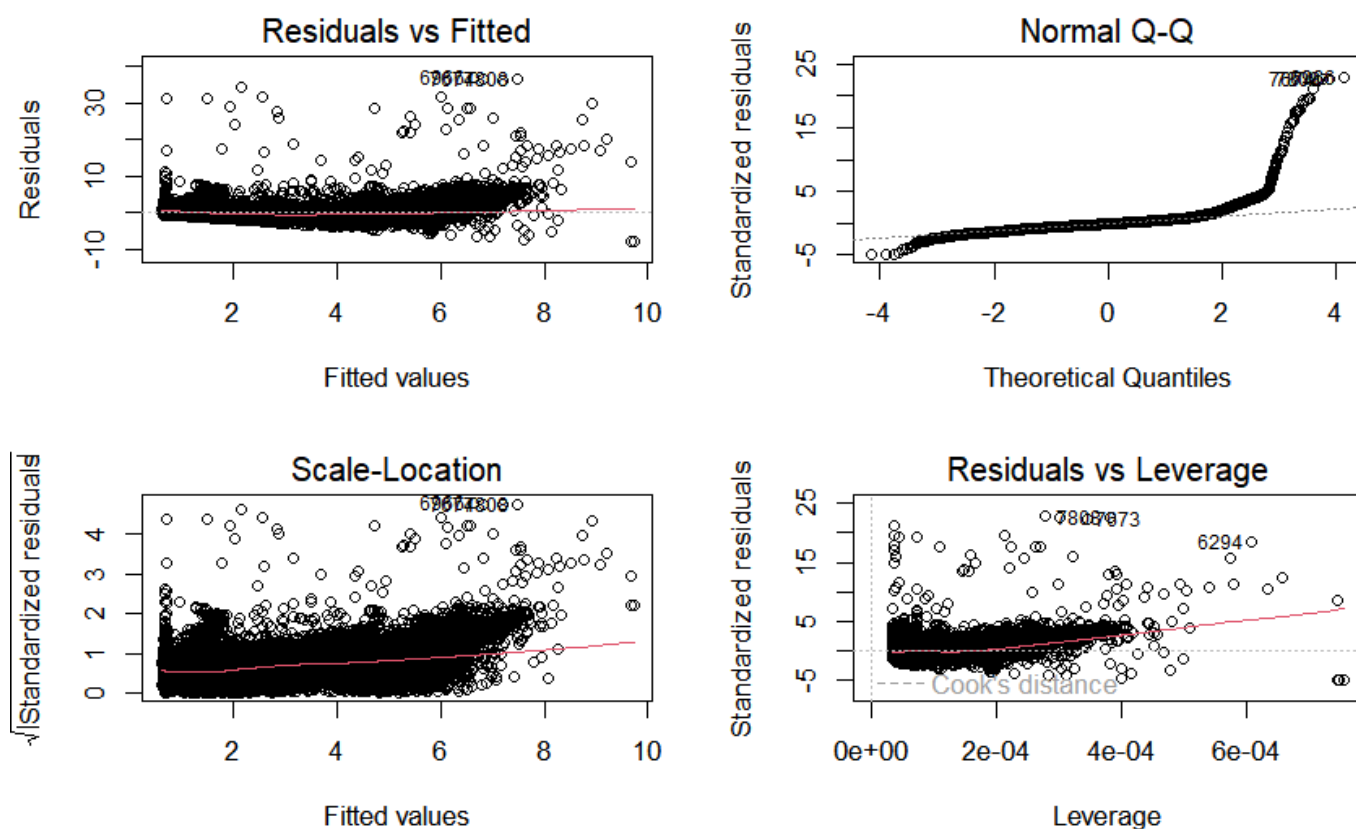 Residuals vs Fitted
Residuals
-10
10
30
2
4
6
8
10
Fitted values
Normal Q-Q
Standardized residuals
-5
5
15
25
-4
-2
0
2
4
Theoretical Quantiles
Scale-Location
√|Standardized residuals|
0
1
2
3
4
2
4
6
8
10
Fitted values
Residuals vs Leverage
Standardized residuals
-5
5
15
25
7808
7673
6294
Cook's distance
0e+00
2e-04
4e-04
6e-04
Leverage